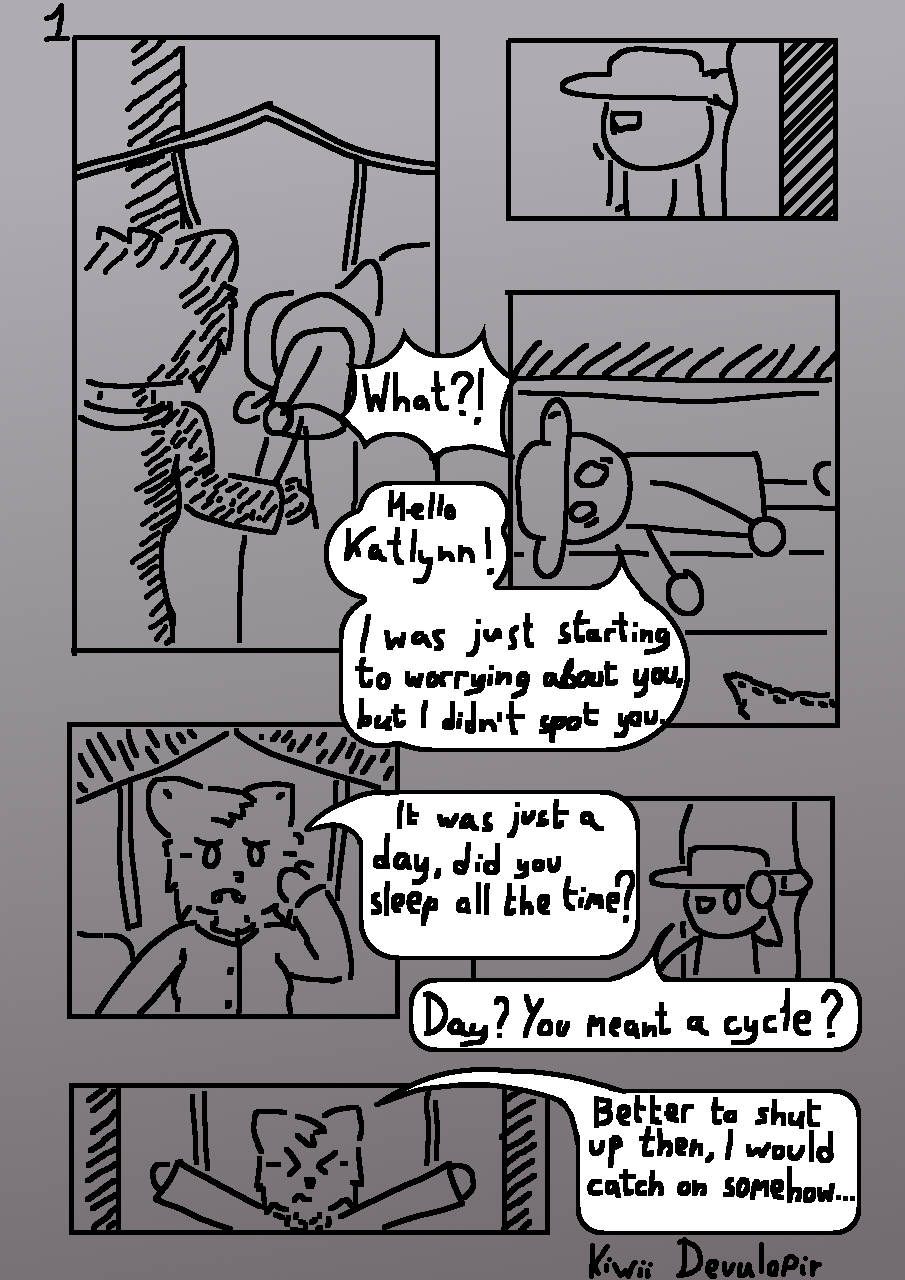 1
What?!
Hello
Katlynn!
I was just starting
to worrying about you,
but I didn't spot you.
It was just a
day, did you
sleep all the time?
Day? You meant a cycle?
Better to shut
up then, I would
catch on somehow...
Kiwii Devulopir